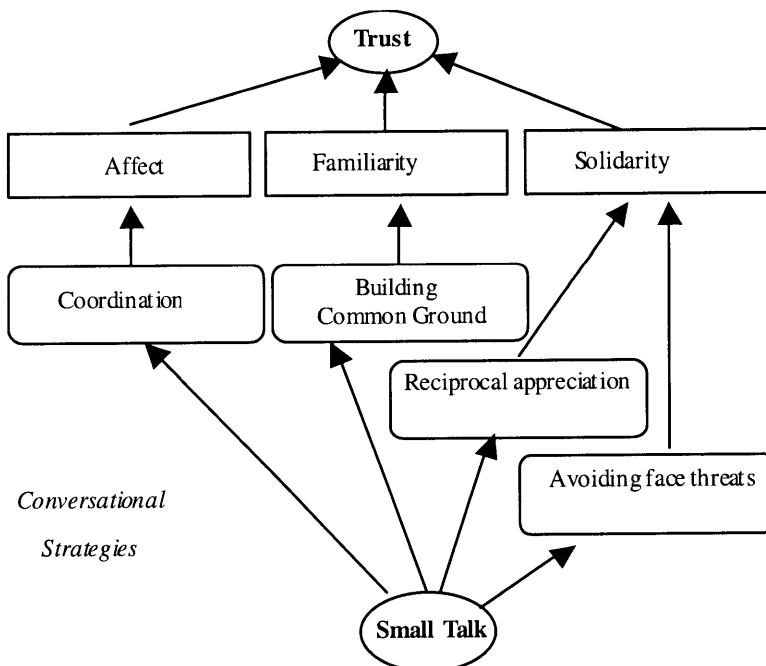 Trust
Affect
Familiarity
Solidarity
Coordination
Building
Common Ground
Reciprocal appreciation
Avoiding face threats
Conversational
Strategies
Small Talk